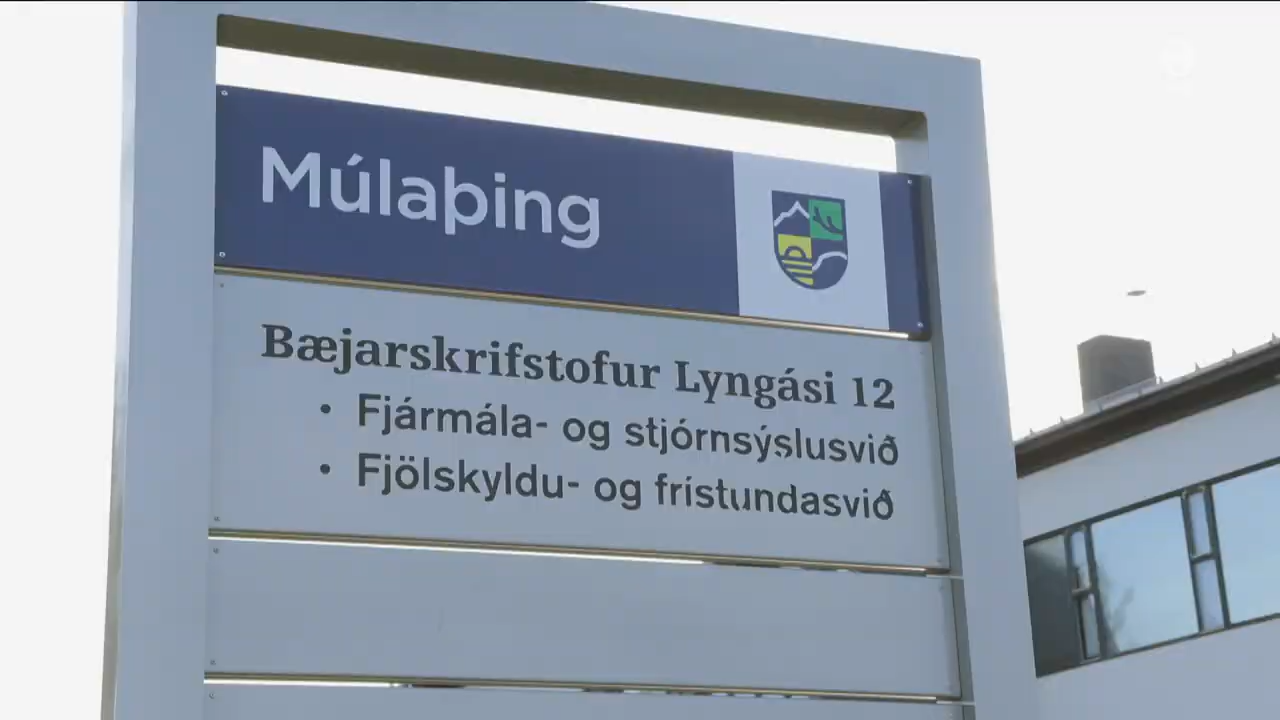 Múlaþing
Bæjarskrifstofur Lyngási 12
• Fjármála- og stjórnsýslusvið
• Fjölskyldu- og frístundasvið